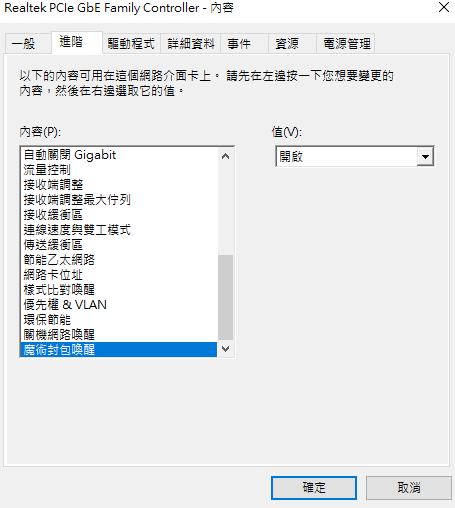 Realtek PCIe GbE Family Controller - 內容
一般 進階 驅動程式 詳細資料 事件 資源 電源管理
以下的內容可用在這個網路介面卡上。 請先在左邊按一下您想要變更的
內容，然後在右邊選取它的值。
內容(P): 值(V):
自動關閉 Gigabit 開啟
流量控制
接收端調整
接收端調整最大佇列
接收緩衝區
連線速度與雙工模式
傳送緩衝區
節能乙太網路
網路卡位址
樣式比對喚醒
優先權 & VLAN
環保節能
關機網路喚醒
魔術封包喚醒
確定 取消